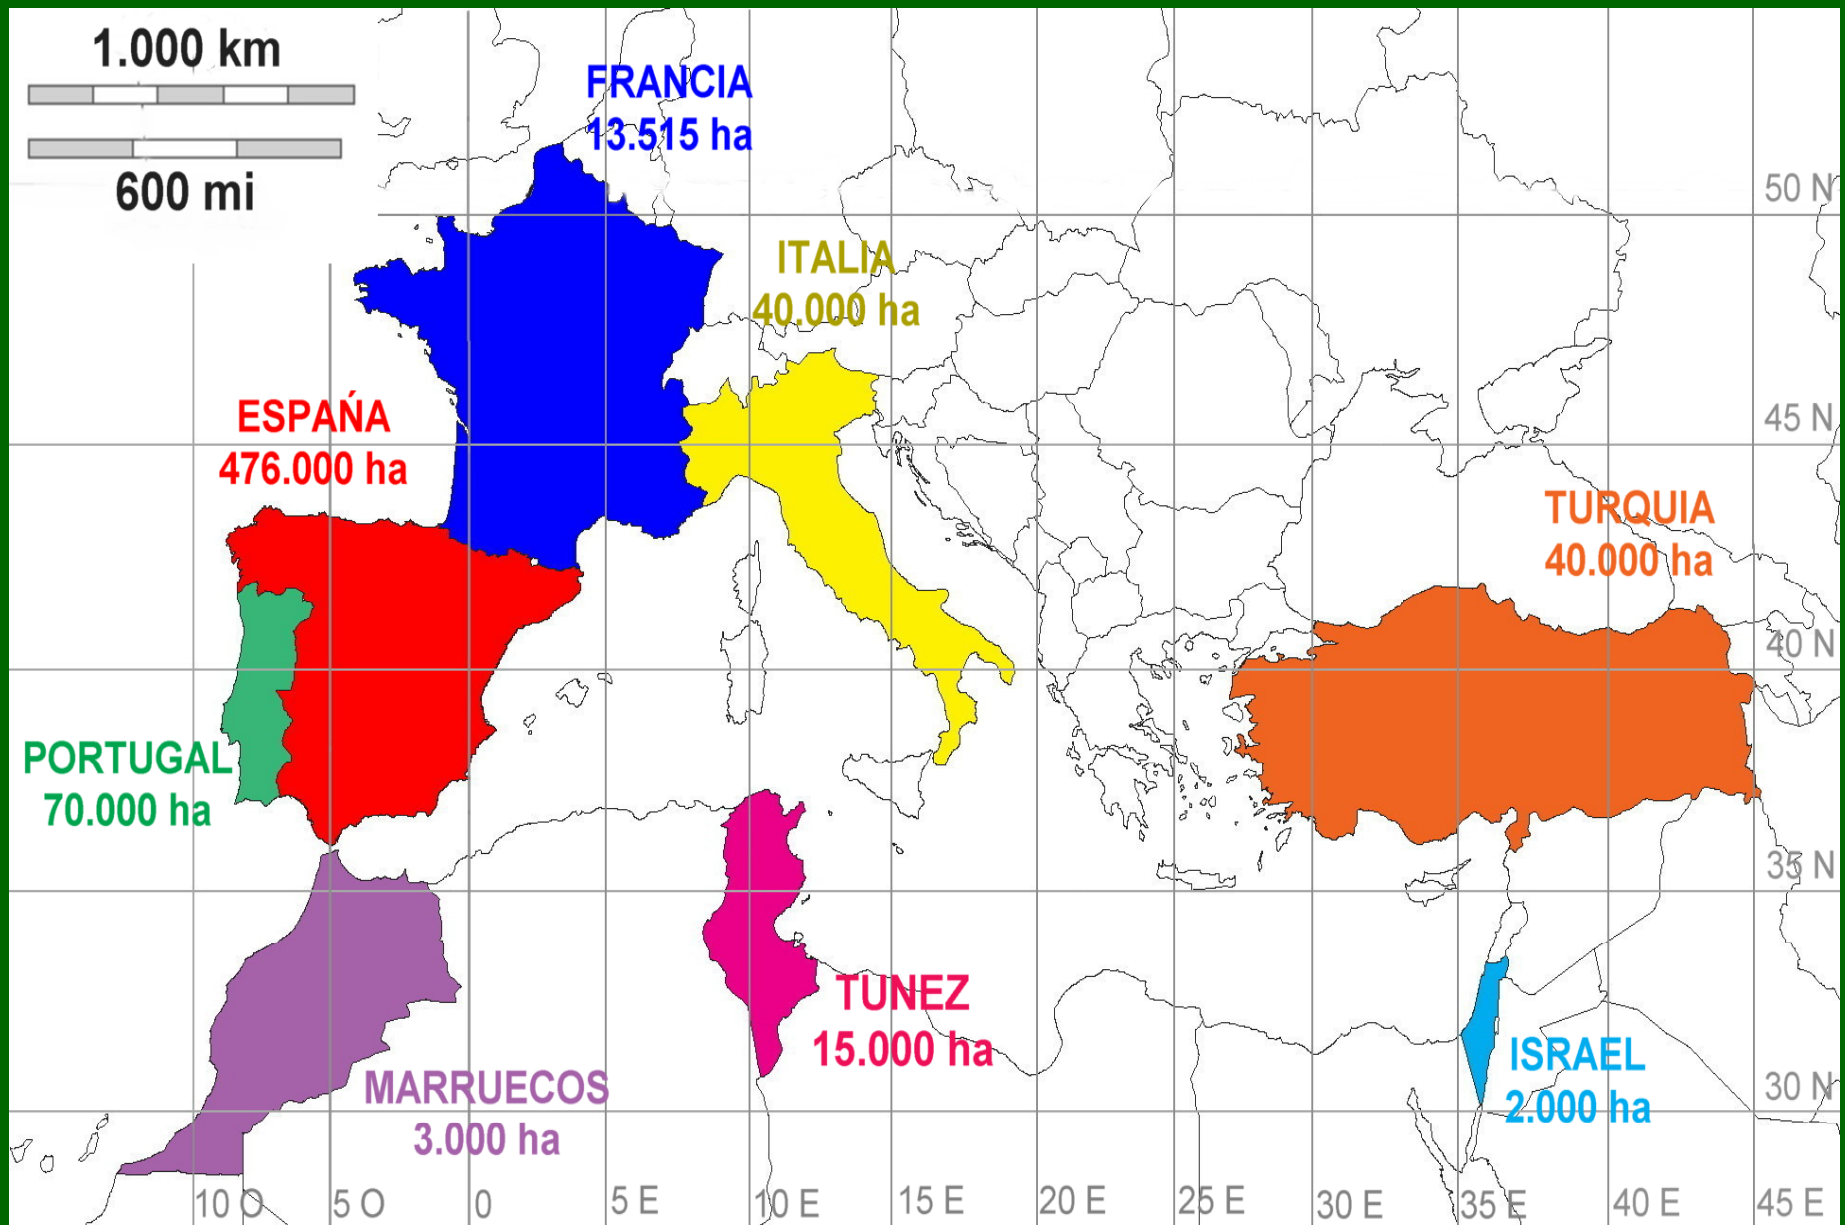 1.000 km
600 mi
FRANCIA
13.515 ha
50 N
ITALIA
40.000 ha
ESPAŃA
476.000 ha
45 N
TURQUIA
40.000 ha
40 N
PORTUGAL
70.000 ha
35 N
TUNEZ
15.000 ha
ISRAEL
2.000 ha
MARRUECOS
3.000 ha
30 N
10 O
5 O
0
5 E
10 E
15 E
20 E
25 E
30 E
35 E
40 E
45 E